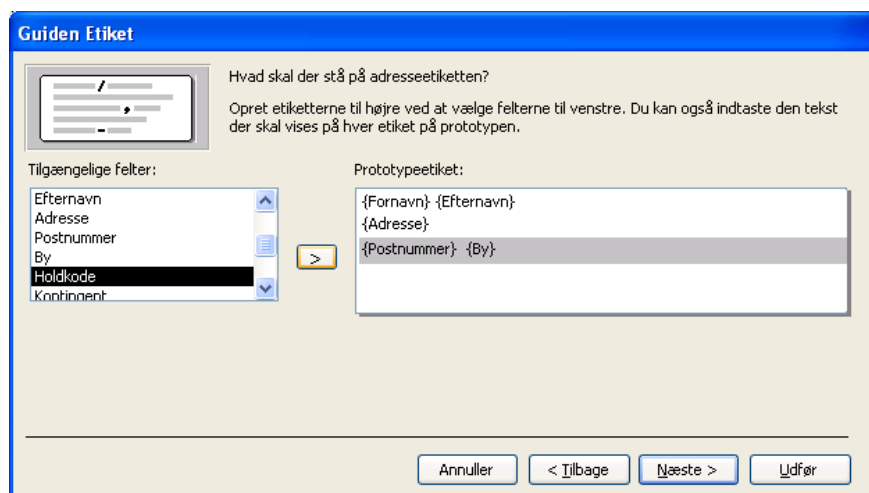 Guiden Etiket
Hvad skal der stå på adresseetiketten?
Opret etiketterne til højre ved at vælge felterne til venstre. Du kan også indtaste den tekst
der skal vises på hver etiket på prototypen.
Tilgængelige felter:
Prototypeetiket:
Efternavn
Adresse
Postnummer
By
Holdkode
Kontingent
>
{Fornavn} {Efternavn}
{Adresse}
{Postnummer} {By}
Annuller
< Tilbage
Næste >
Udfør